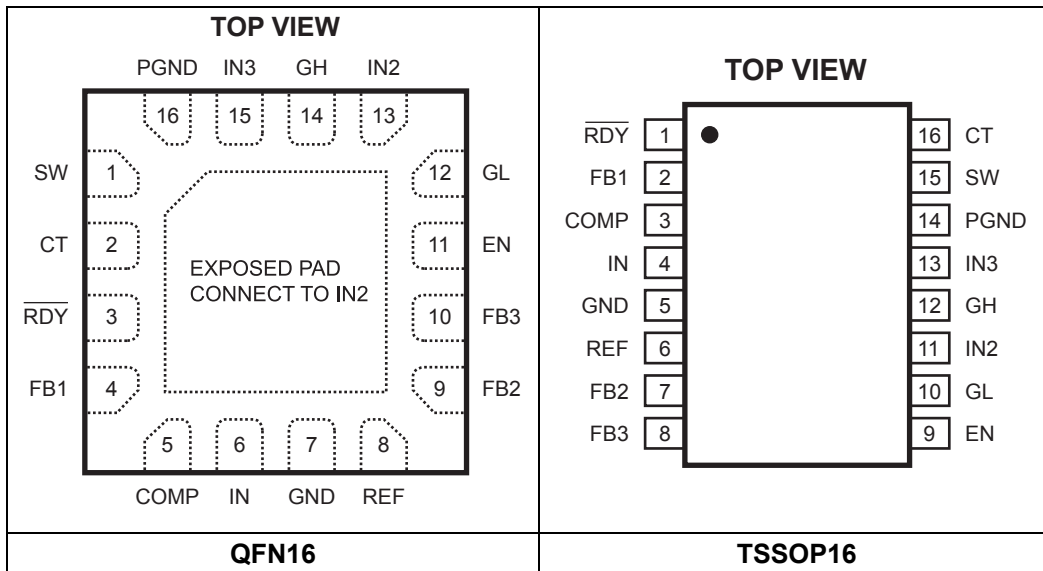 TOP VIEW
PGND IN3 GH IN2
16 15 14 13
SW 1 12 GL
CT 2 11 EN
EXPOSED PAD
CONNECT TO IN2
R̅D̅Y̅ 3 10 FB3
FB1 4 9 FB2
5 6 7 8
COMP IN GND REF
QFN16
TOP VIEW
R̅D̅Y̅ 1 16 CT
FB1 2 15 SW
COMP 3 14 PGND
IN 4 13 IN3
GND 5 12 GH
REF 6 11 IN2
FB2 7 10 GL
FB3 8 9 EN
TSSOP16